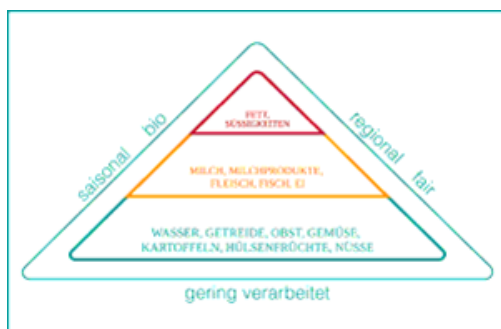 saisonal bio
regional fair
FETT,
SÜSSIGKEITEN
MILCH, MILCHPRODUKTE,
FLEISCH, FISCH, EI
WASSER, GETREIDE, OBST, GEMÜSE,
KARTOFFELN, HÜLSENFRÜCHTE, NÜSSE
gering verarbeitet